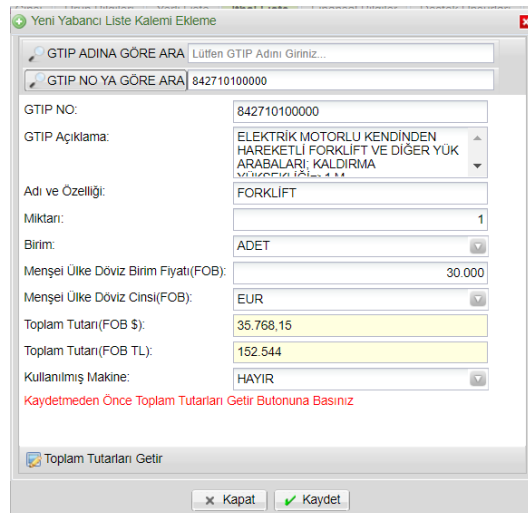 Yeni Yabancı Liste Kalemi Ekleme
GTIP ADINA GÖRE ARA Lütfen GTIP Adını Giriniz...
GTIP NO YA GÖRE ARA 842710100000
GTIP NO: 842710100000
GTIP Açıklama: ELEKTRİK MOTORLU KENDİNDEN
HAREKETLİ FORKLİFT VE DİĞER YÜK
ARABALARI; KALDIRMA
YÜKSEKLİĞİ>= 1 M
Adı ve Özelliği: FORKLİFT
Miktarı: 1
Birim: ADET
Menşei Ülke Döviz Birim Fiyatı(FOB): 30.000
Menşei Ülke Döviz Cinsi(FOB): EUR
Toplam Tutarı(FOB $): 35.768,15
Toplam Tutarı(FOB TL): 152.544
Kullanılmış Makine: HAYIR
Kaydetmeden Önce Toplam Tutarları Getir Butonuna Basınız
Toplam Tutarları Getir
Kapat Kaydet